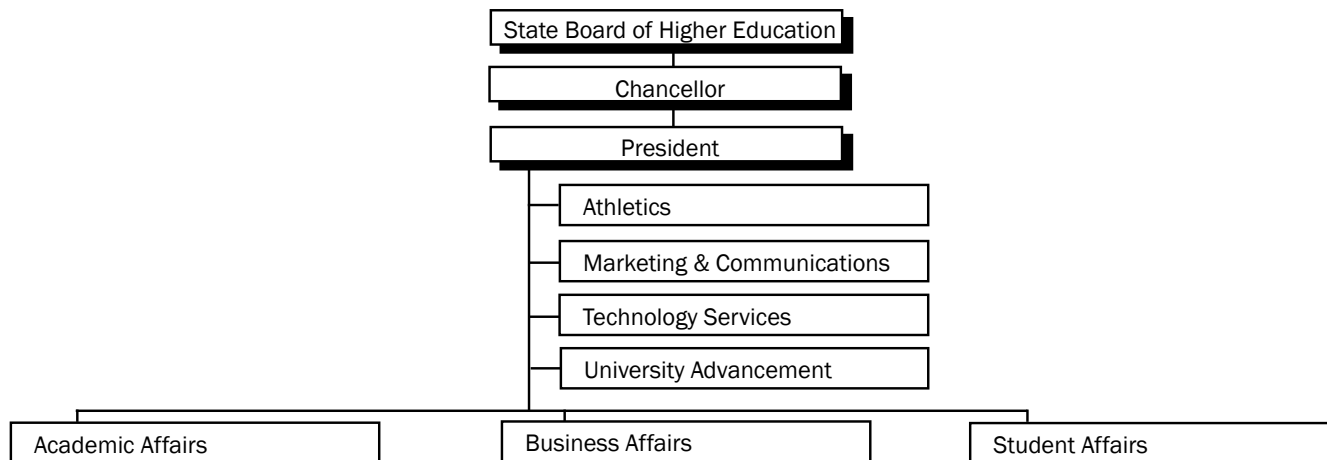 State Board of Higher Education
Chancellor
President
Athletics
Marketing & Communications
Technology Services
University Advancement
Academic Affairs
Business Affairs
Student Affairs